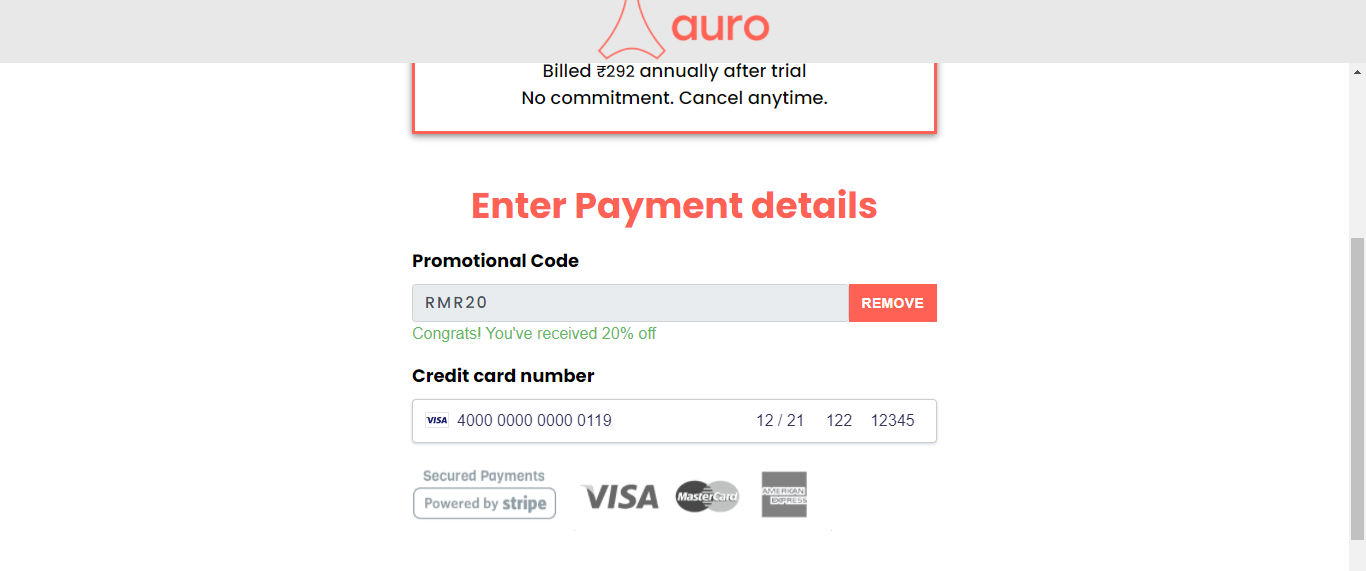 auro
Billed ₹292 annually after trial
No commitment. Cancel anytime.
Enter Payment details
Promotional Code
RMR20 REMOVE
Congrats! You've received 20% off
Credit card number
VISA 4000 0000 0000 0119 12 / 21 122 12345
Secured Payments
Powered by stripe
VISA MasterCard AMERICAN EXPRESS